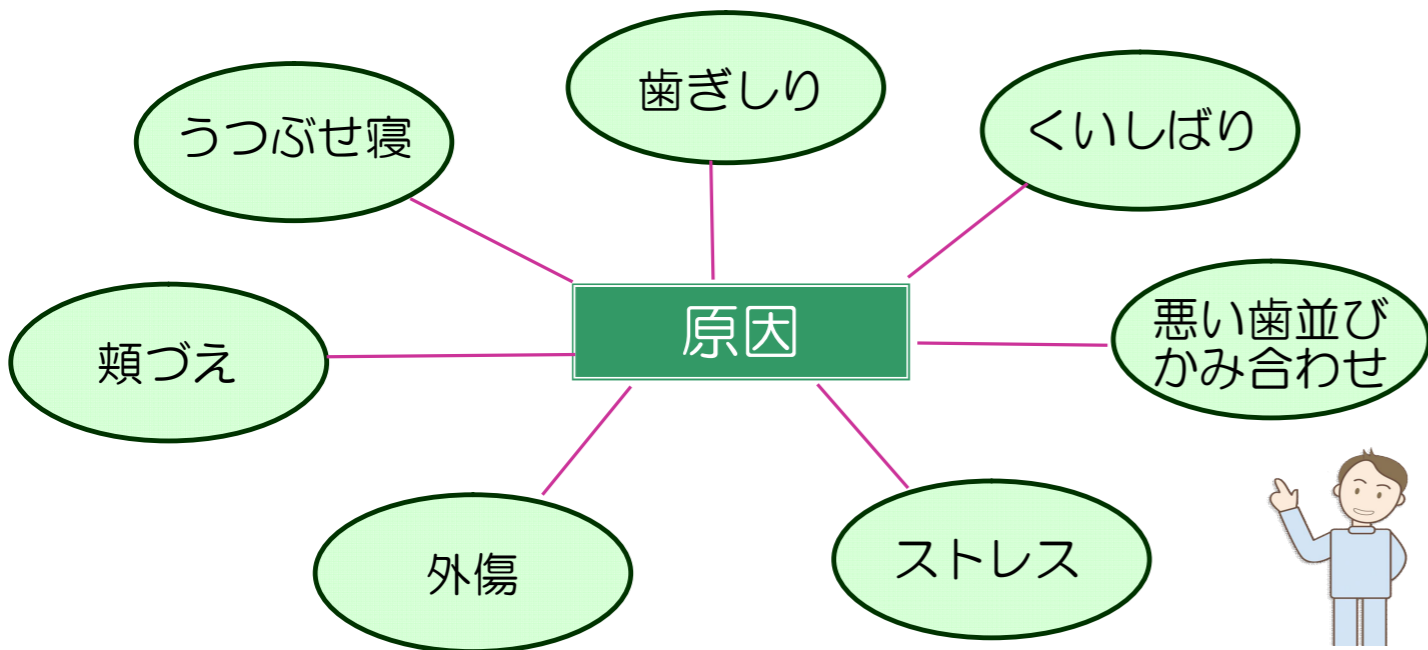 歯ぎしり
うつぶせ寝
くいしばり
原因
悪い歯並び
かみ合わせ
頬づえ
外傷
ストレス